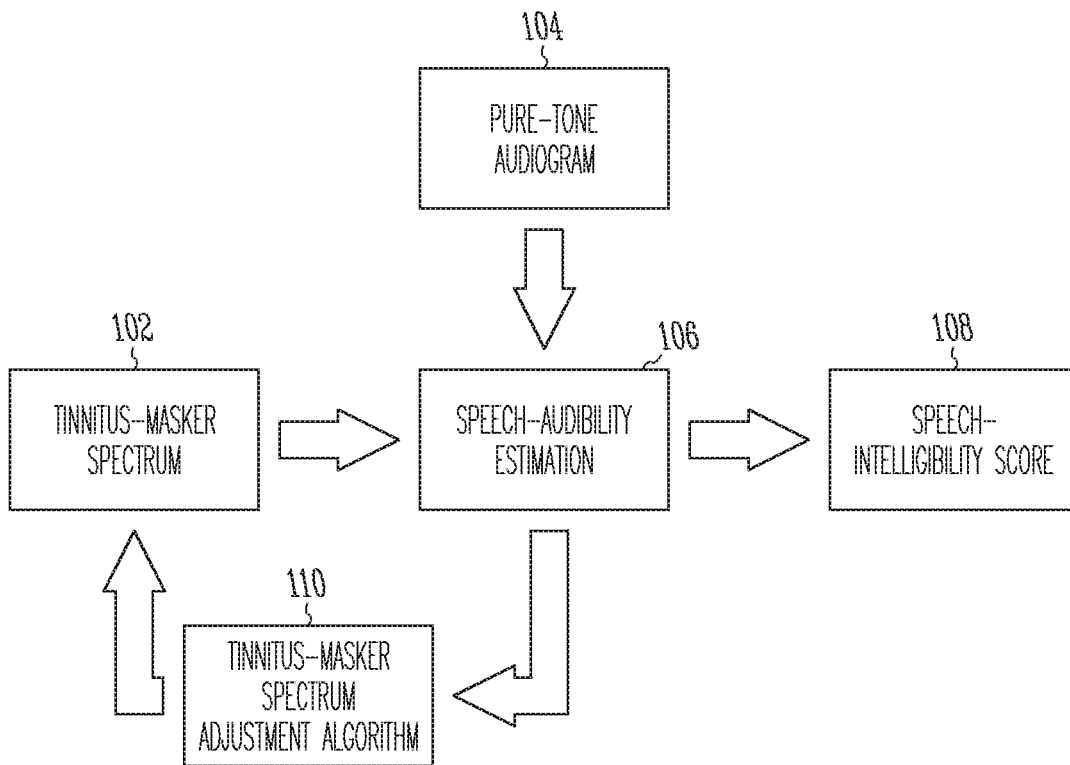 104
PURE-TONE
AUDIOGRAM
102
TINNITUS-MASKER
SPECTRUM
106
SPEECH-AUDIBILITY
ESTIMATION
108
SPEECH-
INTELLIGIBILITY SCORE
110
TINNITUS-MASKER
SPECTRUM
ADJUSTMENT ALGORITHM